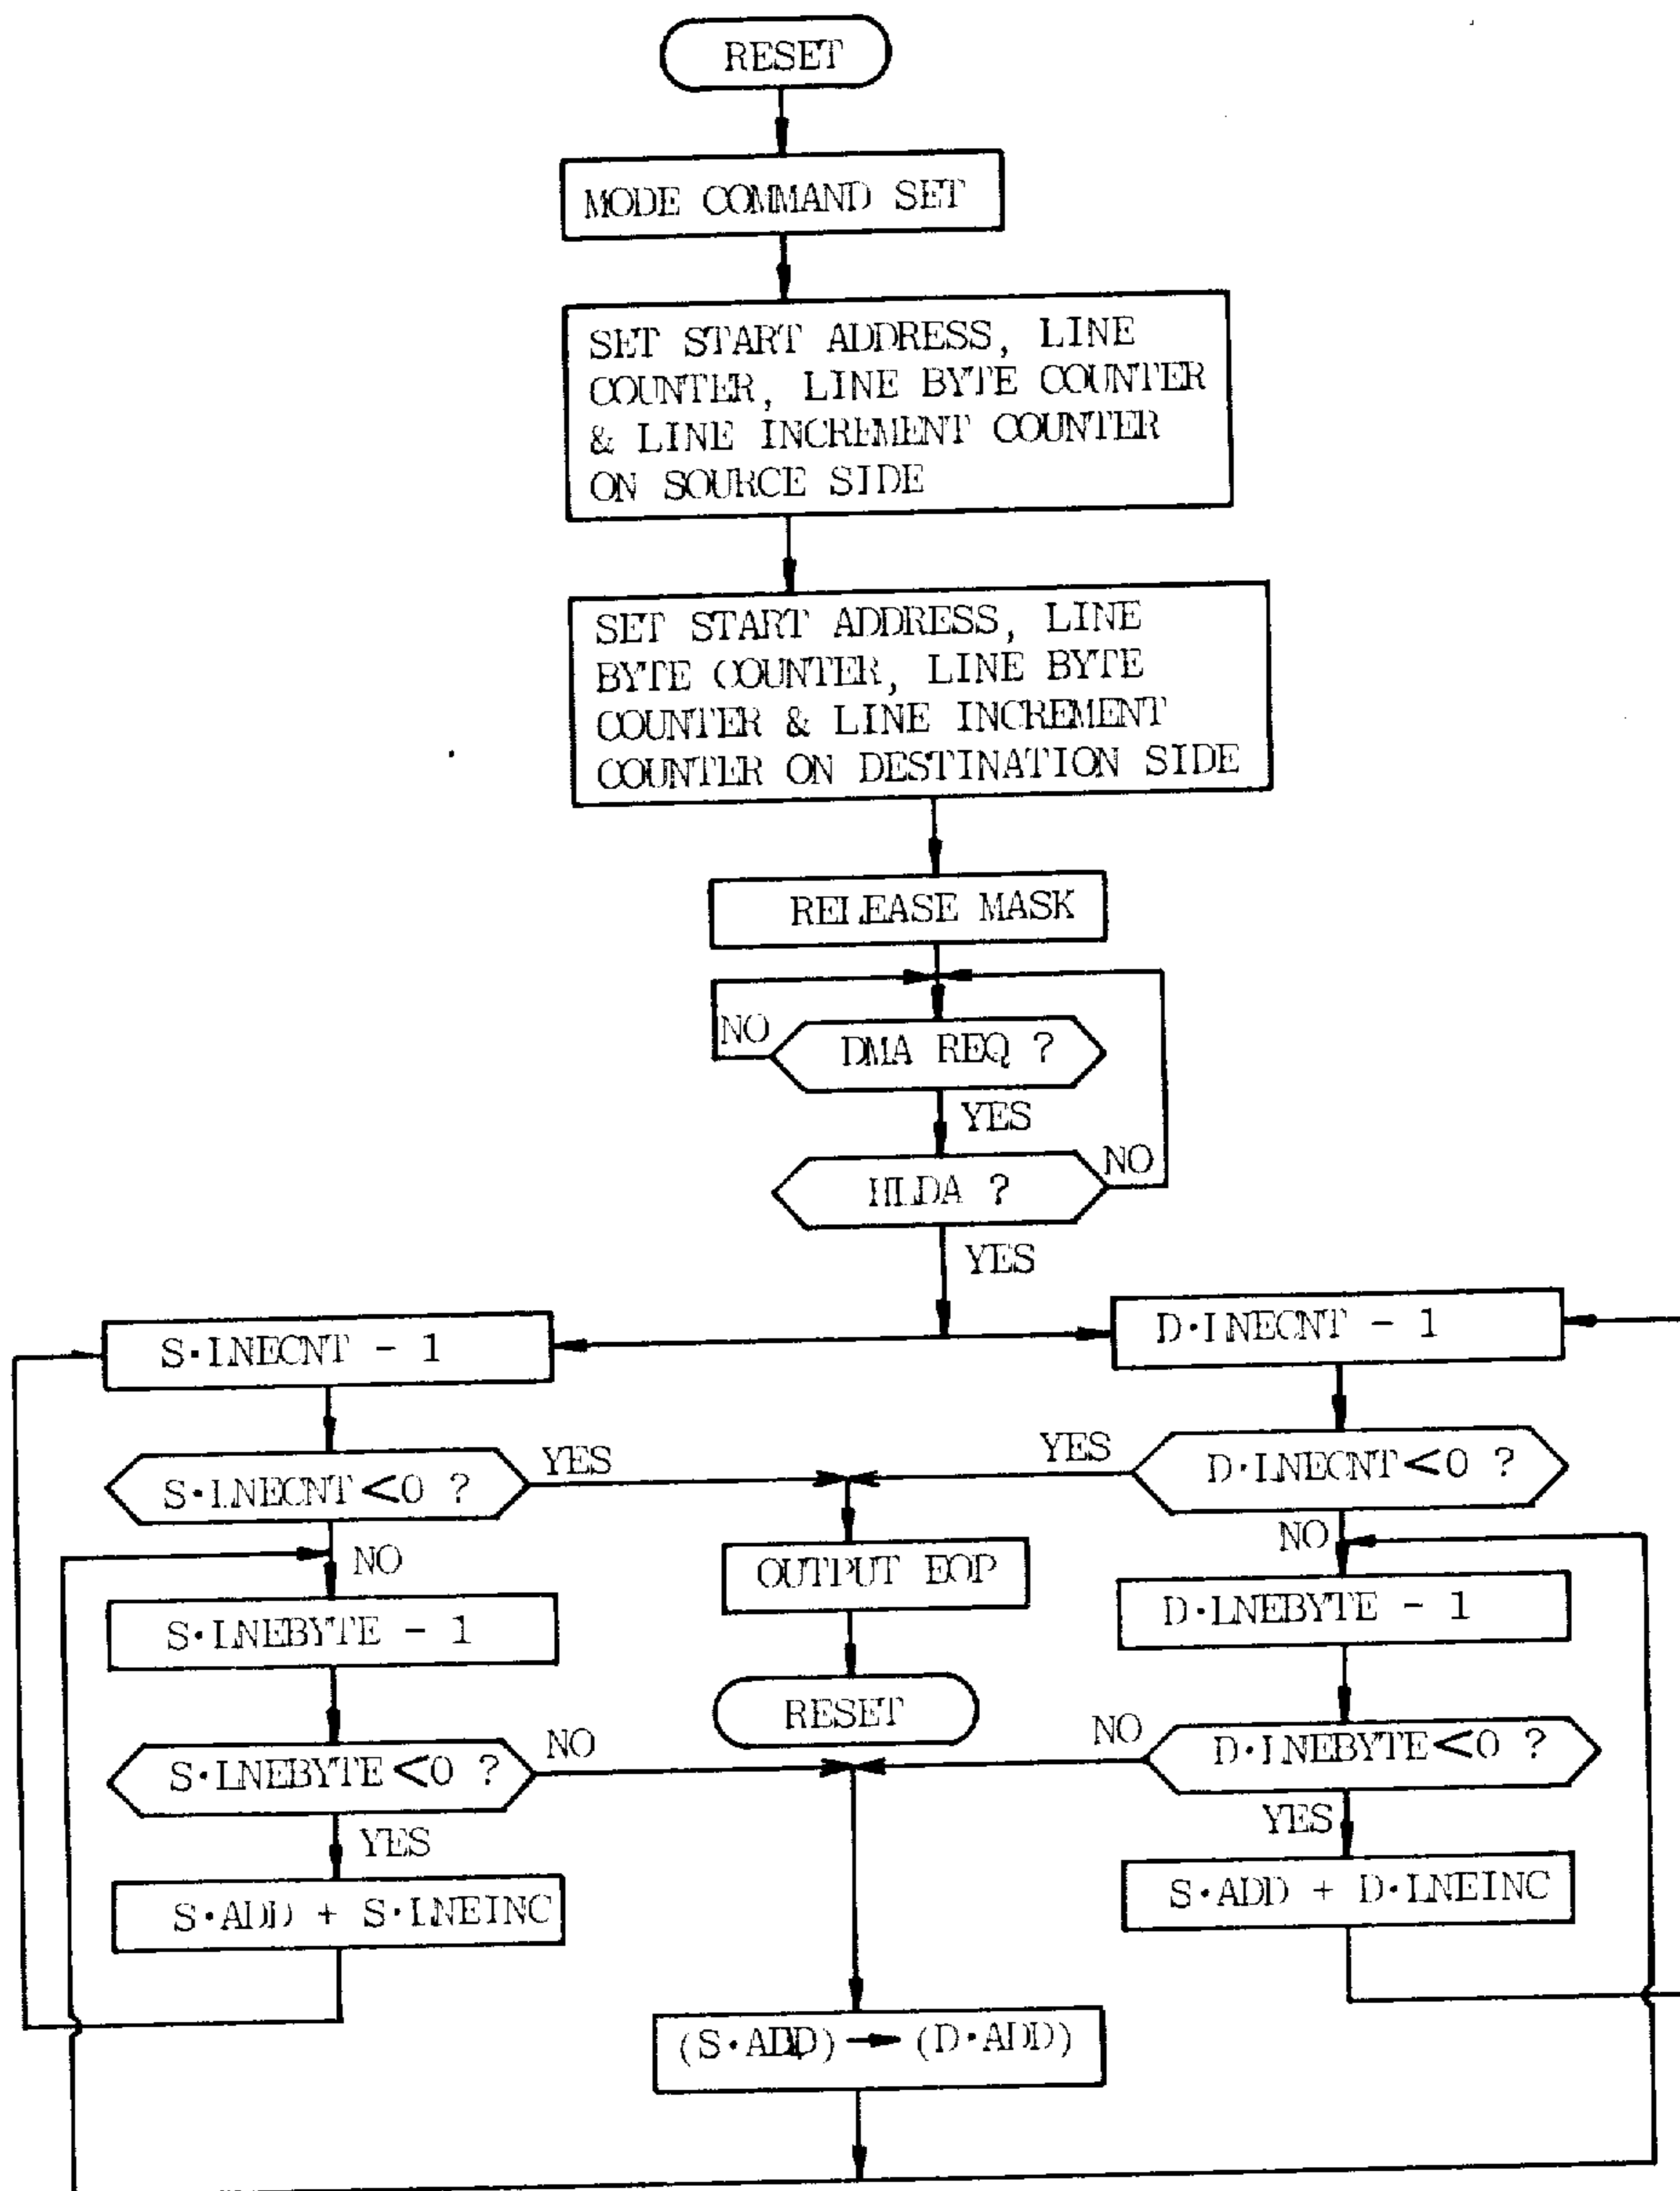 RESET
MODE COMMAND SET
SET START ADDRESS, LINE
COUNTER, LINE BYTE COUNTER
& LINE INCREMENT COUNTER
ON SOURCE SIDE
SET START ADDRESS, LINE
BYTE COUNTER, LINE BYTE
COUNTER & LINE INCREMENT
COUNTER ON DESTINATION SIDE
RELEASE MASK
NO
DMA REQ ?
YES
HLDA ?
NO
YES
S·LNECNT - 1
D·LNECNT - 1
S·LNECNT<0 ?
YES
YES
D·LNECNT<0 ?
NO
NO
S·LNEBYTE - 1
OUTPUT EOP
D·LNEBYTE - 1
RESET
S·LNEBYTE<0 ?
NO
NO
D·LNEBYTE<0 ?
YES
YES
S·ADD + S·LNEINC
S·ADD + D·LNEINC
(S·ADD) → (D·ADD)